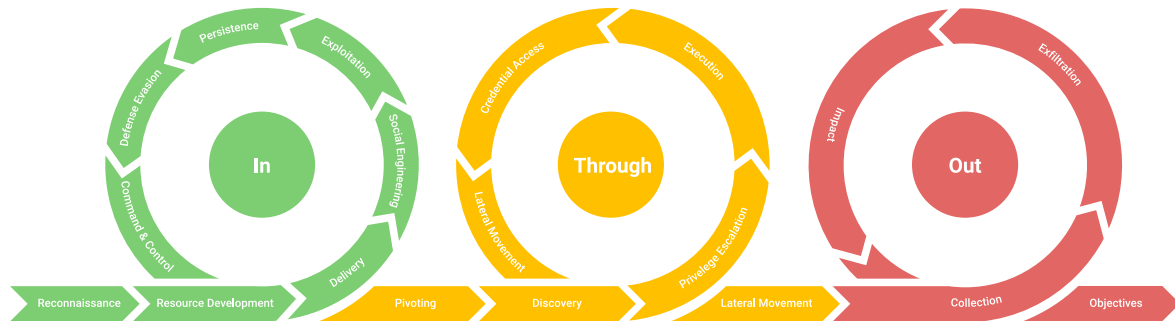 Reconnaissance
Resource Development
Delivery
Social Engineering
Exploitation
Persistence
Defense Evasion
Command & Control
In
Pivoting
Discovery
Privelege Escalation
Execution
Credential Access
Lateral Movement
Through
Lateral Movement
Collection
Exfiltration
Impact
Out
Objectives